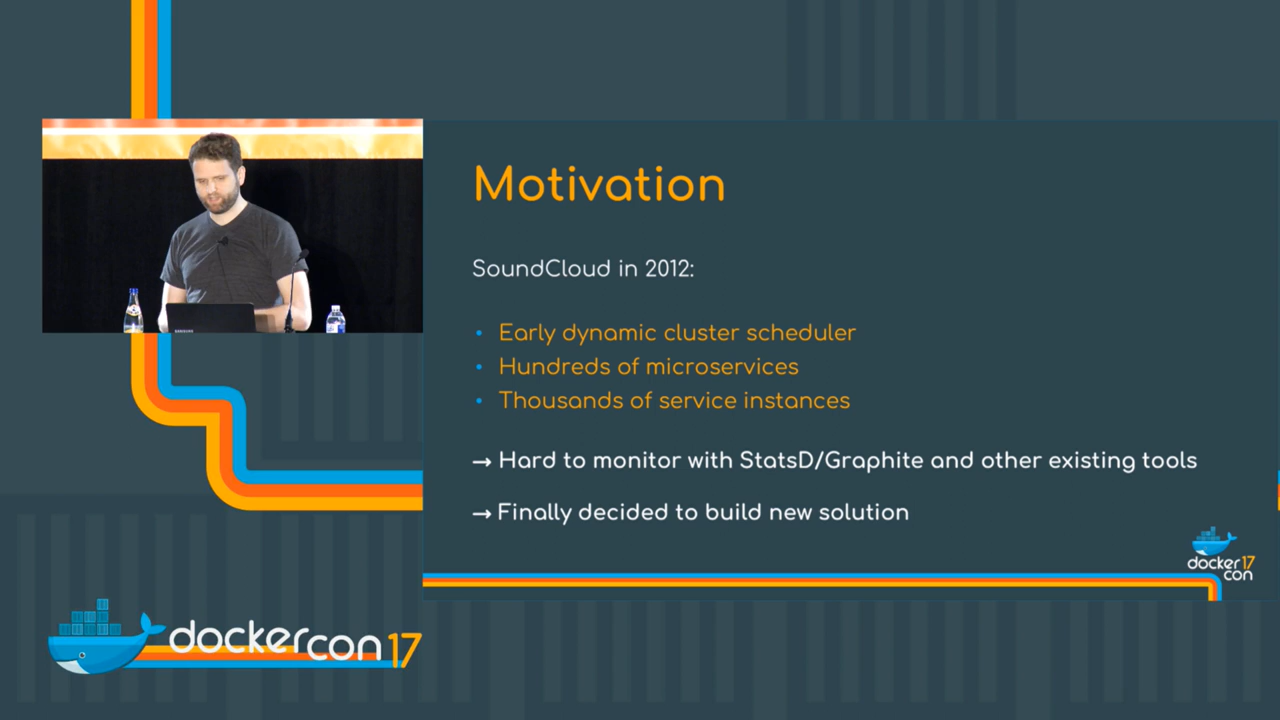 Motivation
SoundCloud in 2012:
• Early dynamic cluster scheduler
• Hundreds of microservices
• Thousands of service instances
→ Hard to monitor with StatsD/Graphite and other existing tools
→ Finally decided to build new solution
docker 17
con
SAMSUNG
dockercon 17